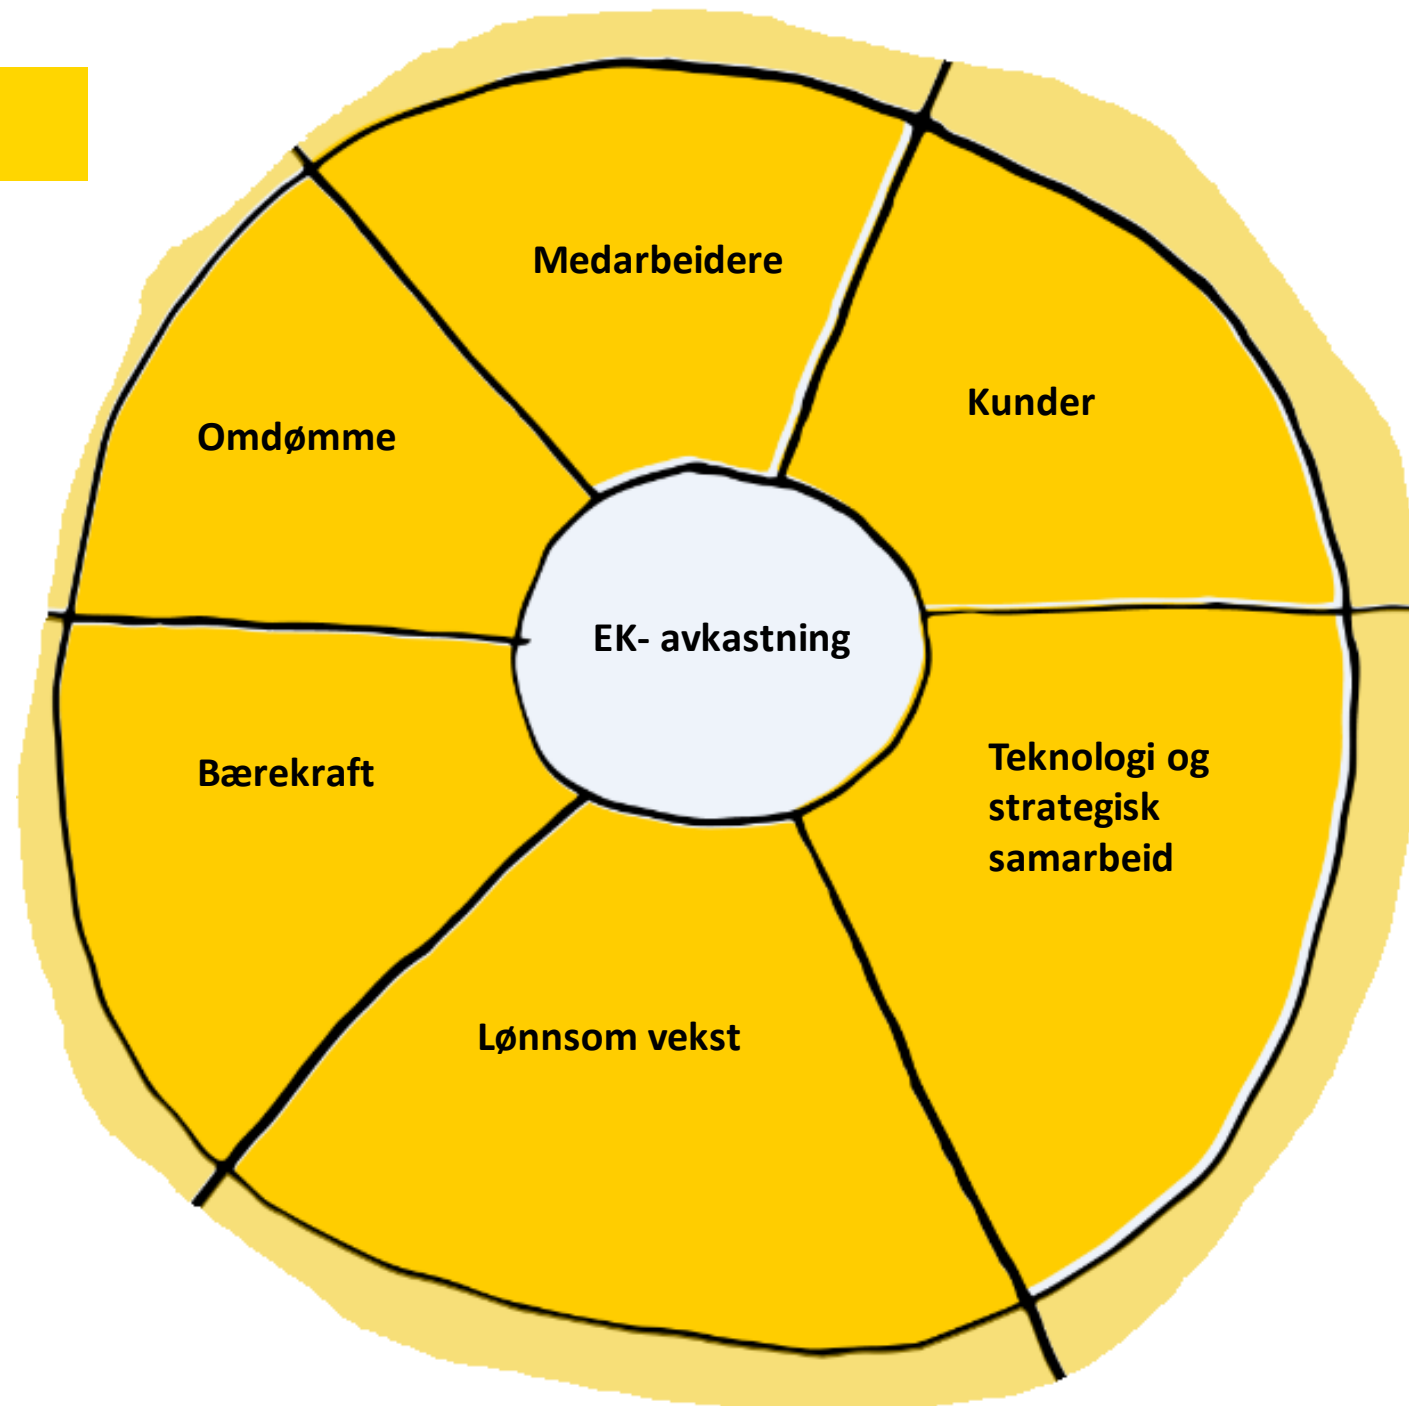 Medarbeidere
Kunder
Omdømme
EK- avkastning
Bærekraft
Teknologi og
strategisk
samarbeid
Lønnsom vekst